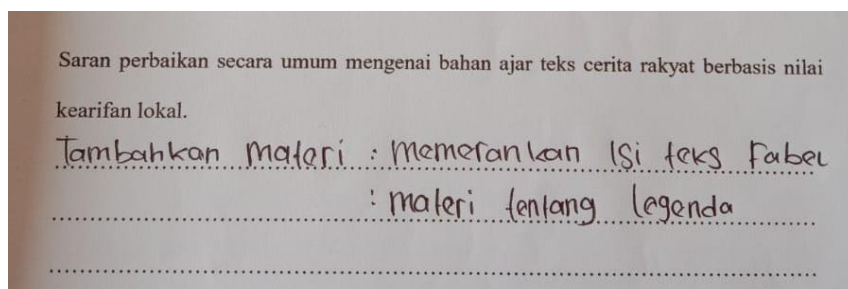 Saran perbaikan secara umum mengenai bahan ajar teks cerita rakyat berbasis nilai
kearifan lokal.
Tambahkan Materi : Memerankan Isi teks Fabel
: Materi tentang legenda